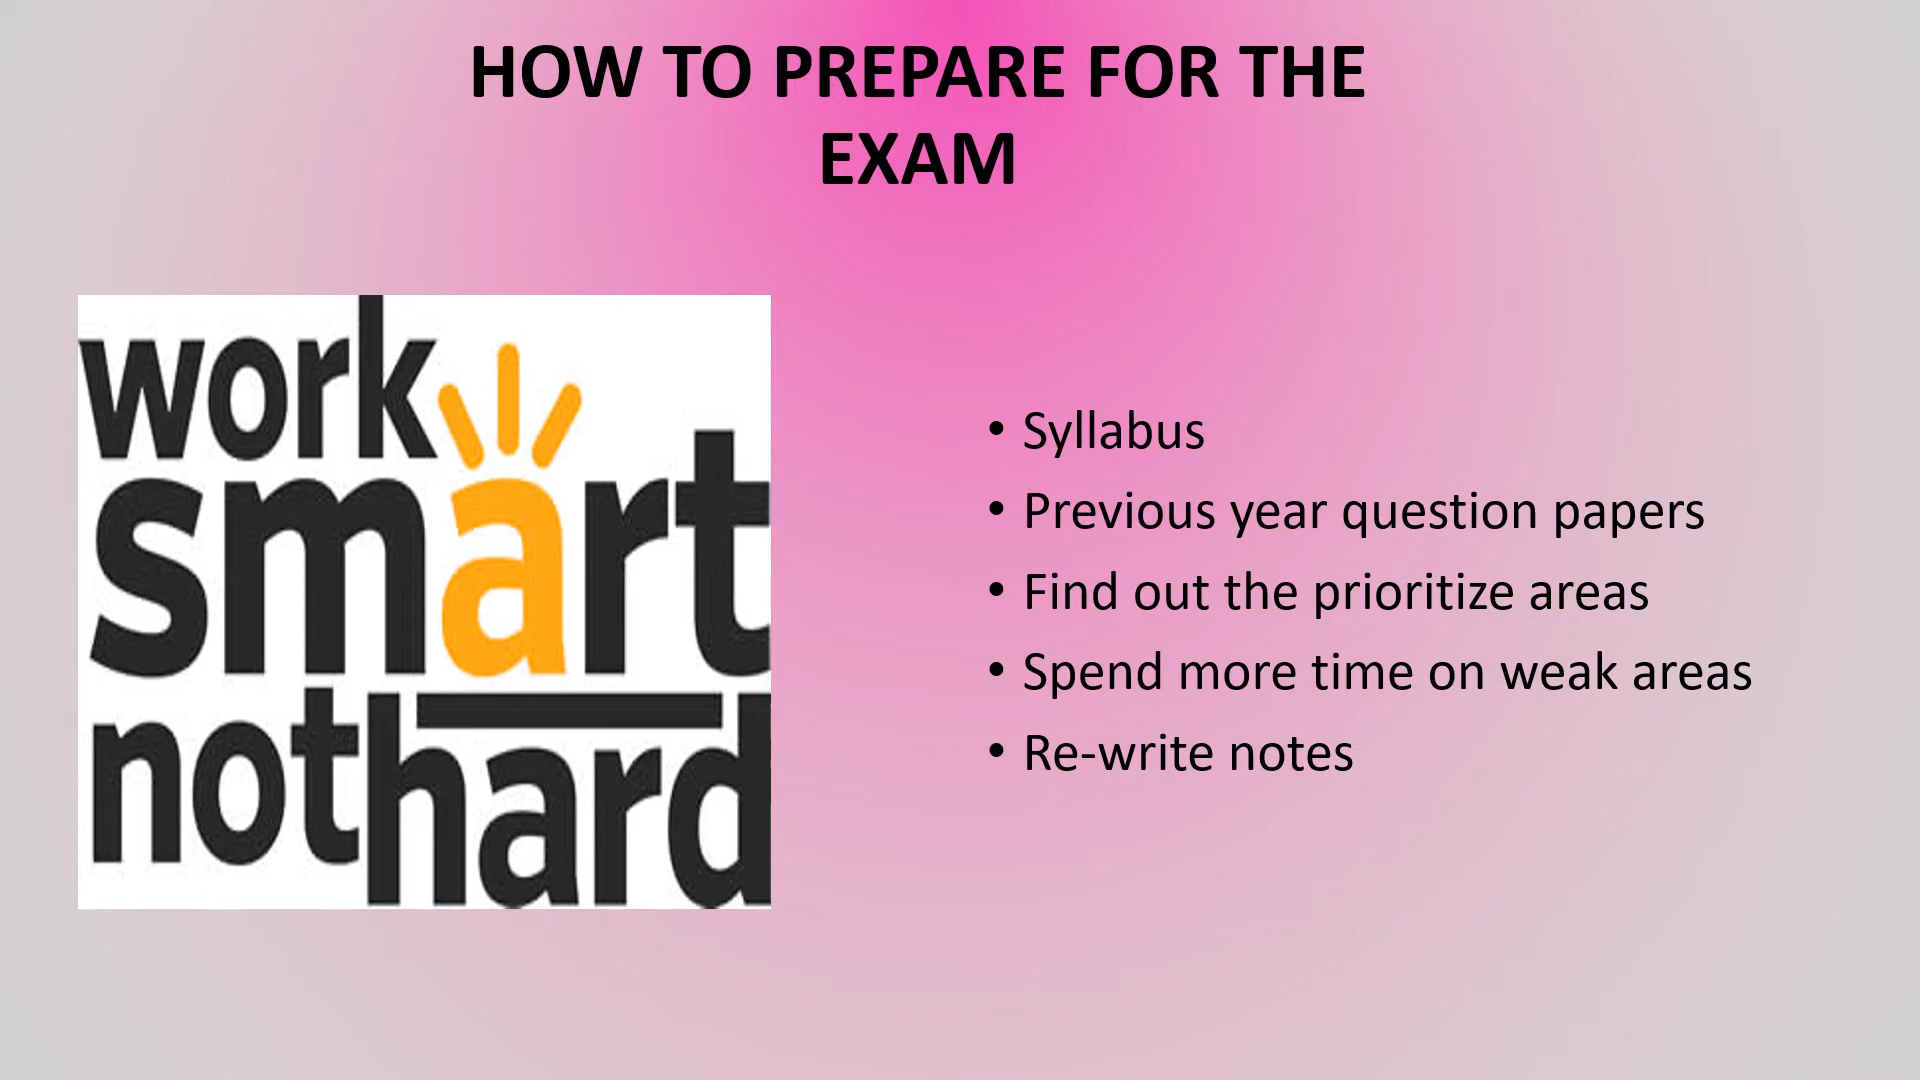 HOW TO PREPARE FOR THE
EXAM
work
smart
not hard
• Syllabus
• Previous year question papers
• Find out the prioritize areas
• Spend more time on weak areas
• Re-write notes